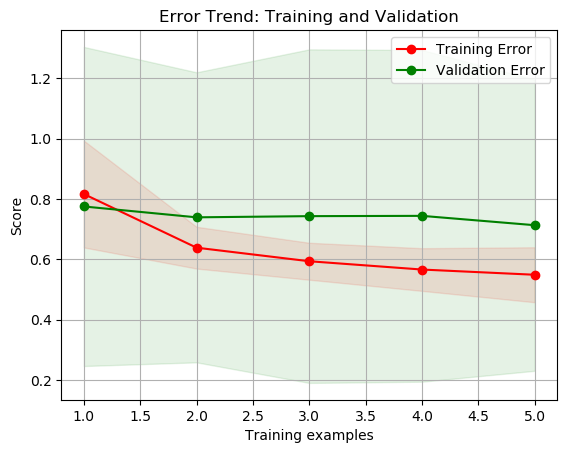 Error Trend: Training and Validation
Training Error
Validation Error
Score
1.2
1.0
0.8
0.6
0.4
0.2
1.0 1.5 2.0 2.5 3.0 3.5 4.0 4.5 5.0
Training examples